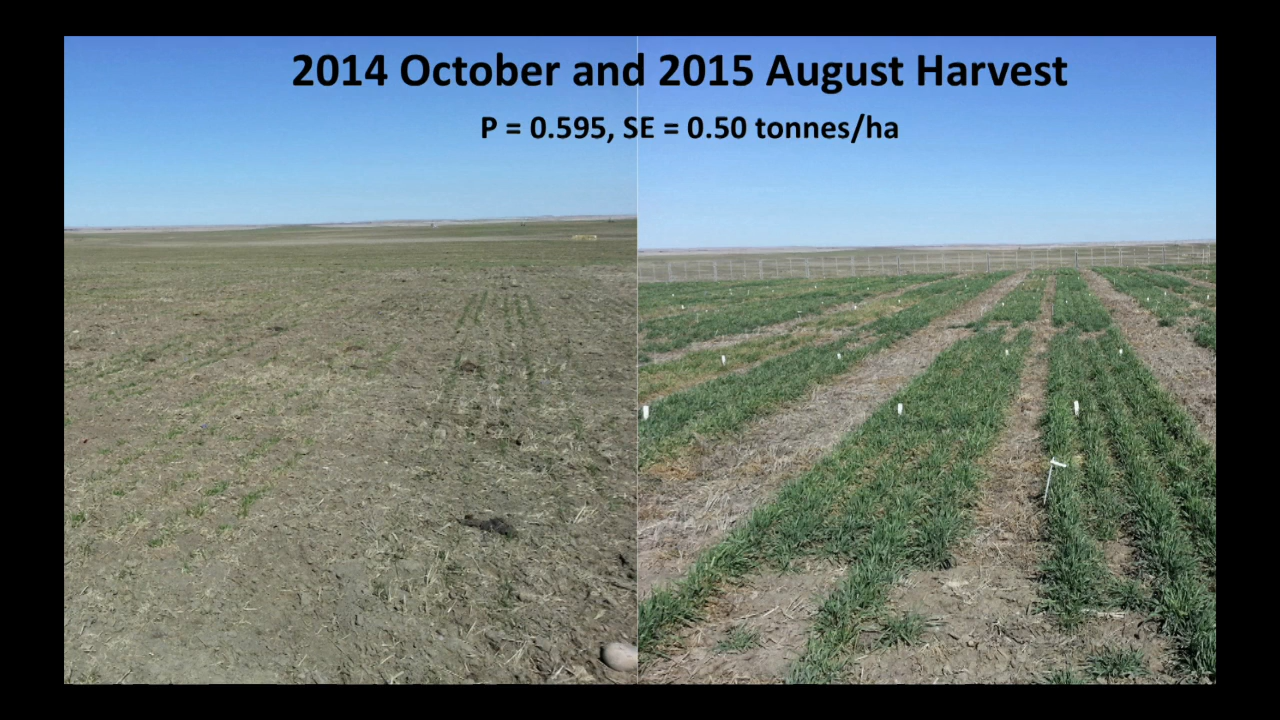 2014 October and 2015 August Harvest
P = 0.595, SE = 0.50 tonnes/ha